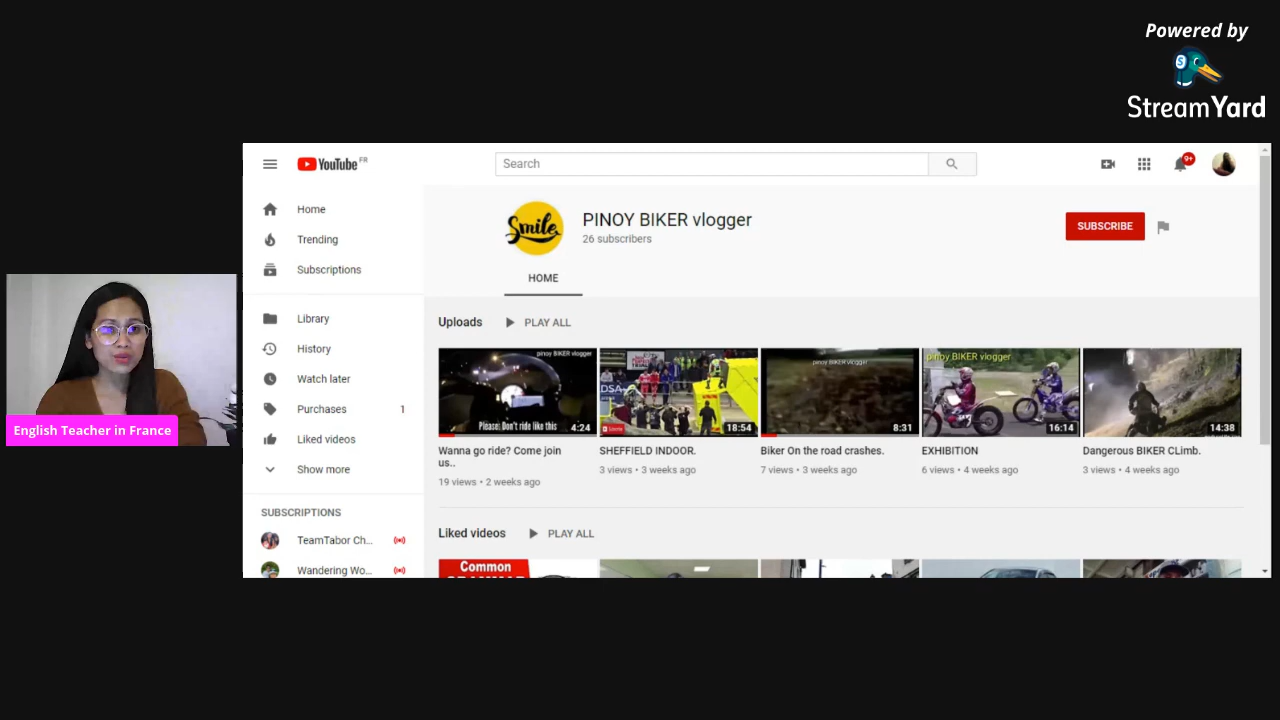 Powered by
StreamYard
YouTube FR
Search
9+
Home
Trending
Subscriptions
Library
History
Watch later
Purchases 1
Liked videos
Show more
SUBSCRIPTIONS
TeamTabor Ch...
Wandering Wo...
Smile
PINOY BIKER vlogger
26 subscribers
SUBSCRIBE
HOME
Uploads PLAY ALL
pinoy BIKER vlogger
Please: Don't ride like this
4:24
Wanna go ride? Come join
us..
19 views • 2 weeks ago
18:54
SHEFFIELD INDOOR.
3 views • 3 weeks ago
pinoy BIKER vlogger
8:31
Biker On the road crashes.
7 views • 3 weeks ago
pinoy BIKER vlogger
16:14
EXHIBITION
6 views • 4 weeks ago
14:38
Dangerous BIKER CLimb.
3 views • 4 weeks ago
Liked videos PLAY ALL
Common
English Teacher in France